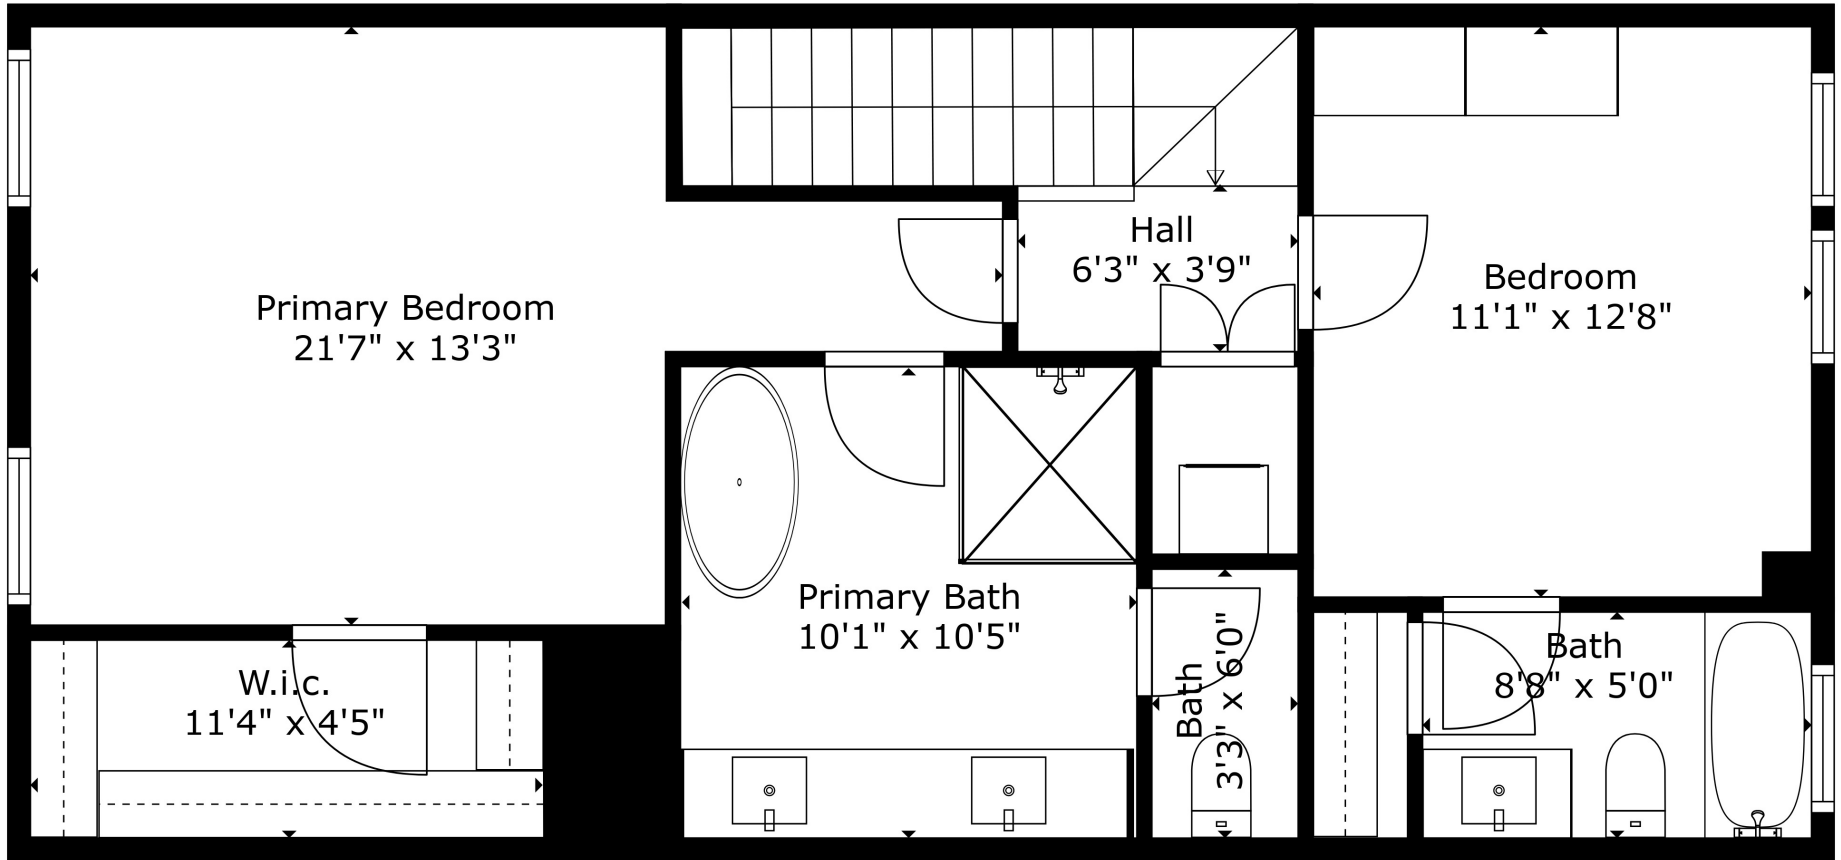 Hall
6'3" x 3'9"
Bedroom
11'1" x 12'8"
Primary Bedroom
21'7" x 13'3"
Primary Bath
10'1" x 10'5"
Bath
3'3" x 6'0"
Bath
8'8" x 5'0"
W.i.c.
11'4" x 4'5"